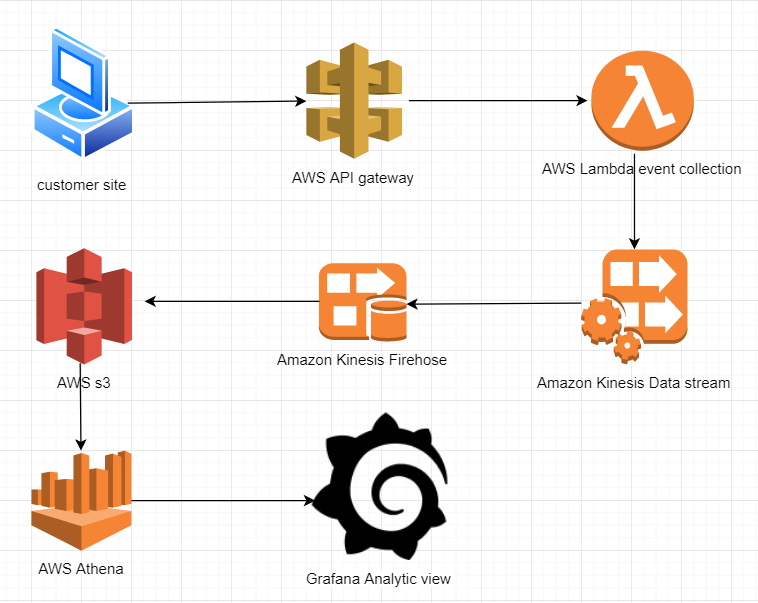 customer site
AWS API gateway
AWS Lambda event collection
AWS s3
Amazon Kinesis Firehose
Amazon Kinesis Data stream
AWS Athena
Grafana Analytic view